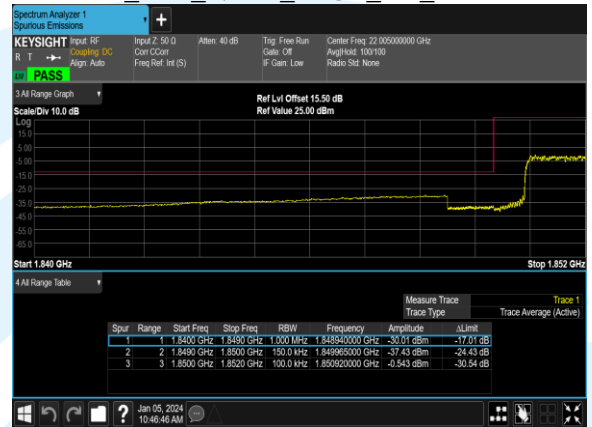 Spectrum Analyzer 1
Spurious Emissions
+
KEYSIGHT Input: RF Input Z: 50 Ω Atten: 40 dB Trig: Free Run Center Freq: 22.005000000 GHz
R T Coupling: DC Corr CCorr Gate: Off Avg|Hold: 100/100
Align: Auto Freq Ref: Int (S) IF Gain: Low Radio Std: None
PASS
3 All Range Graph
Ref Lvl Offset 15.50 dB
Scale/Div 10.0 dB Ref Value 25.00 dBm
Log
15.0
5.00
-5.00
-15.0
-25.0
-35.0
-45.0
-55.0
-65.0
Start 1.840 GHz Stop 1.852 GHz
4 All Range Table
Measure Trace Trace 1
Trace Type Trace Average (Active)
Spur Range Start Freq Stop Freq RBW Frequency Amplitude ΔLimit
1 1 1.8400 GHz 1.8490 GHz 1.000 MHz 1.848940000 GHz -30.01 dBm -17.01 dB
2 2 1.8490 GHz 1.8500 GHz 150.0 kHz 1.849965000 GHz -37.43 dBm -24.43 dB
3 3 1.8500 GHz 1.8520 GHz 100.0 kHz 1.850920000 GHz -0.543 dBm -30.54 dB
? Jan 05, 2024
10:46:46 AM